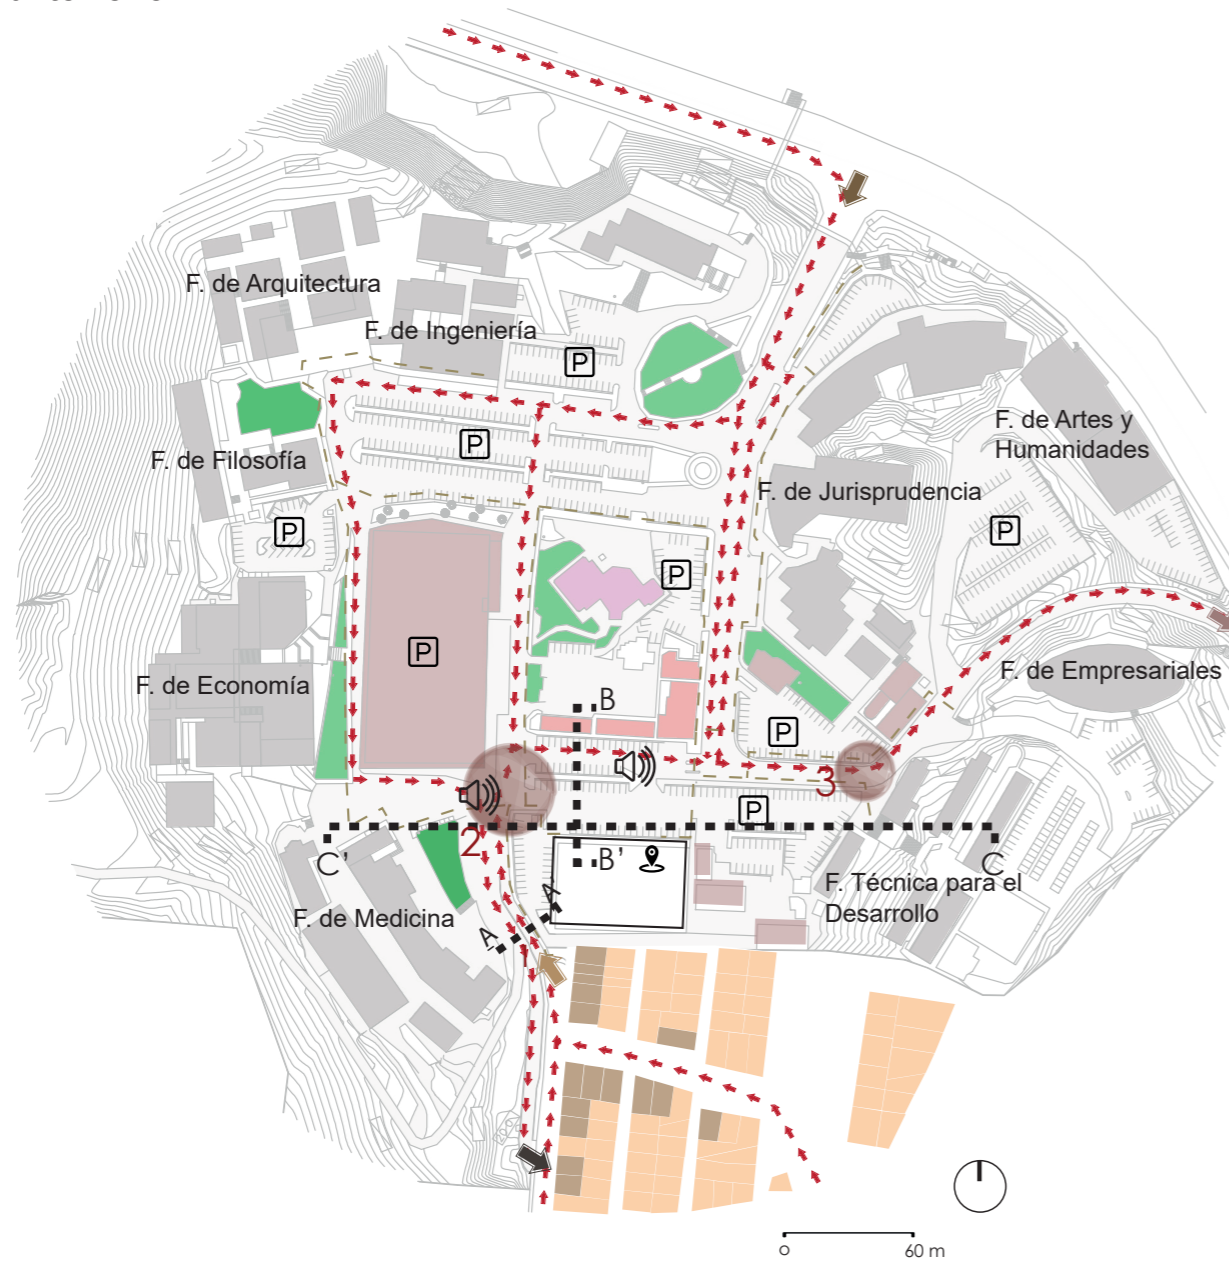 F. de Arquitectura
F. de Ingeniería
P
P
F. de Artes y
Humanidades
F. de Filosofía
F. de Jurisprudencia
P
P
P
P
F. de Economía
F. de Empresariales
B
P
3
P
2
C'
B'
C
F. Técnica para el
Desarrollo
A'
F. de Medicina
A
0
60 m